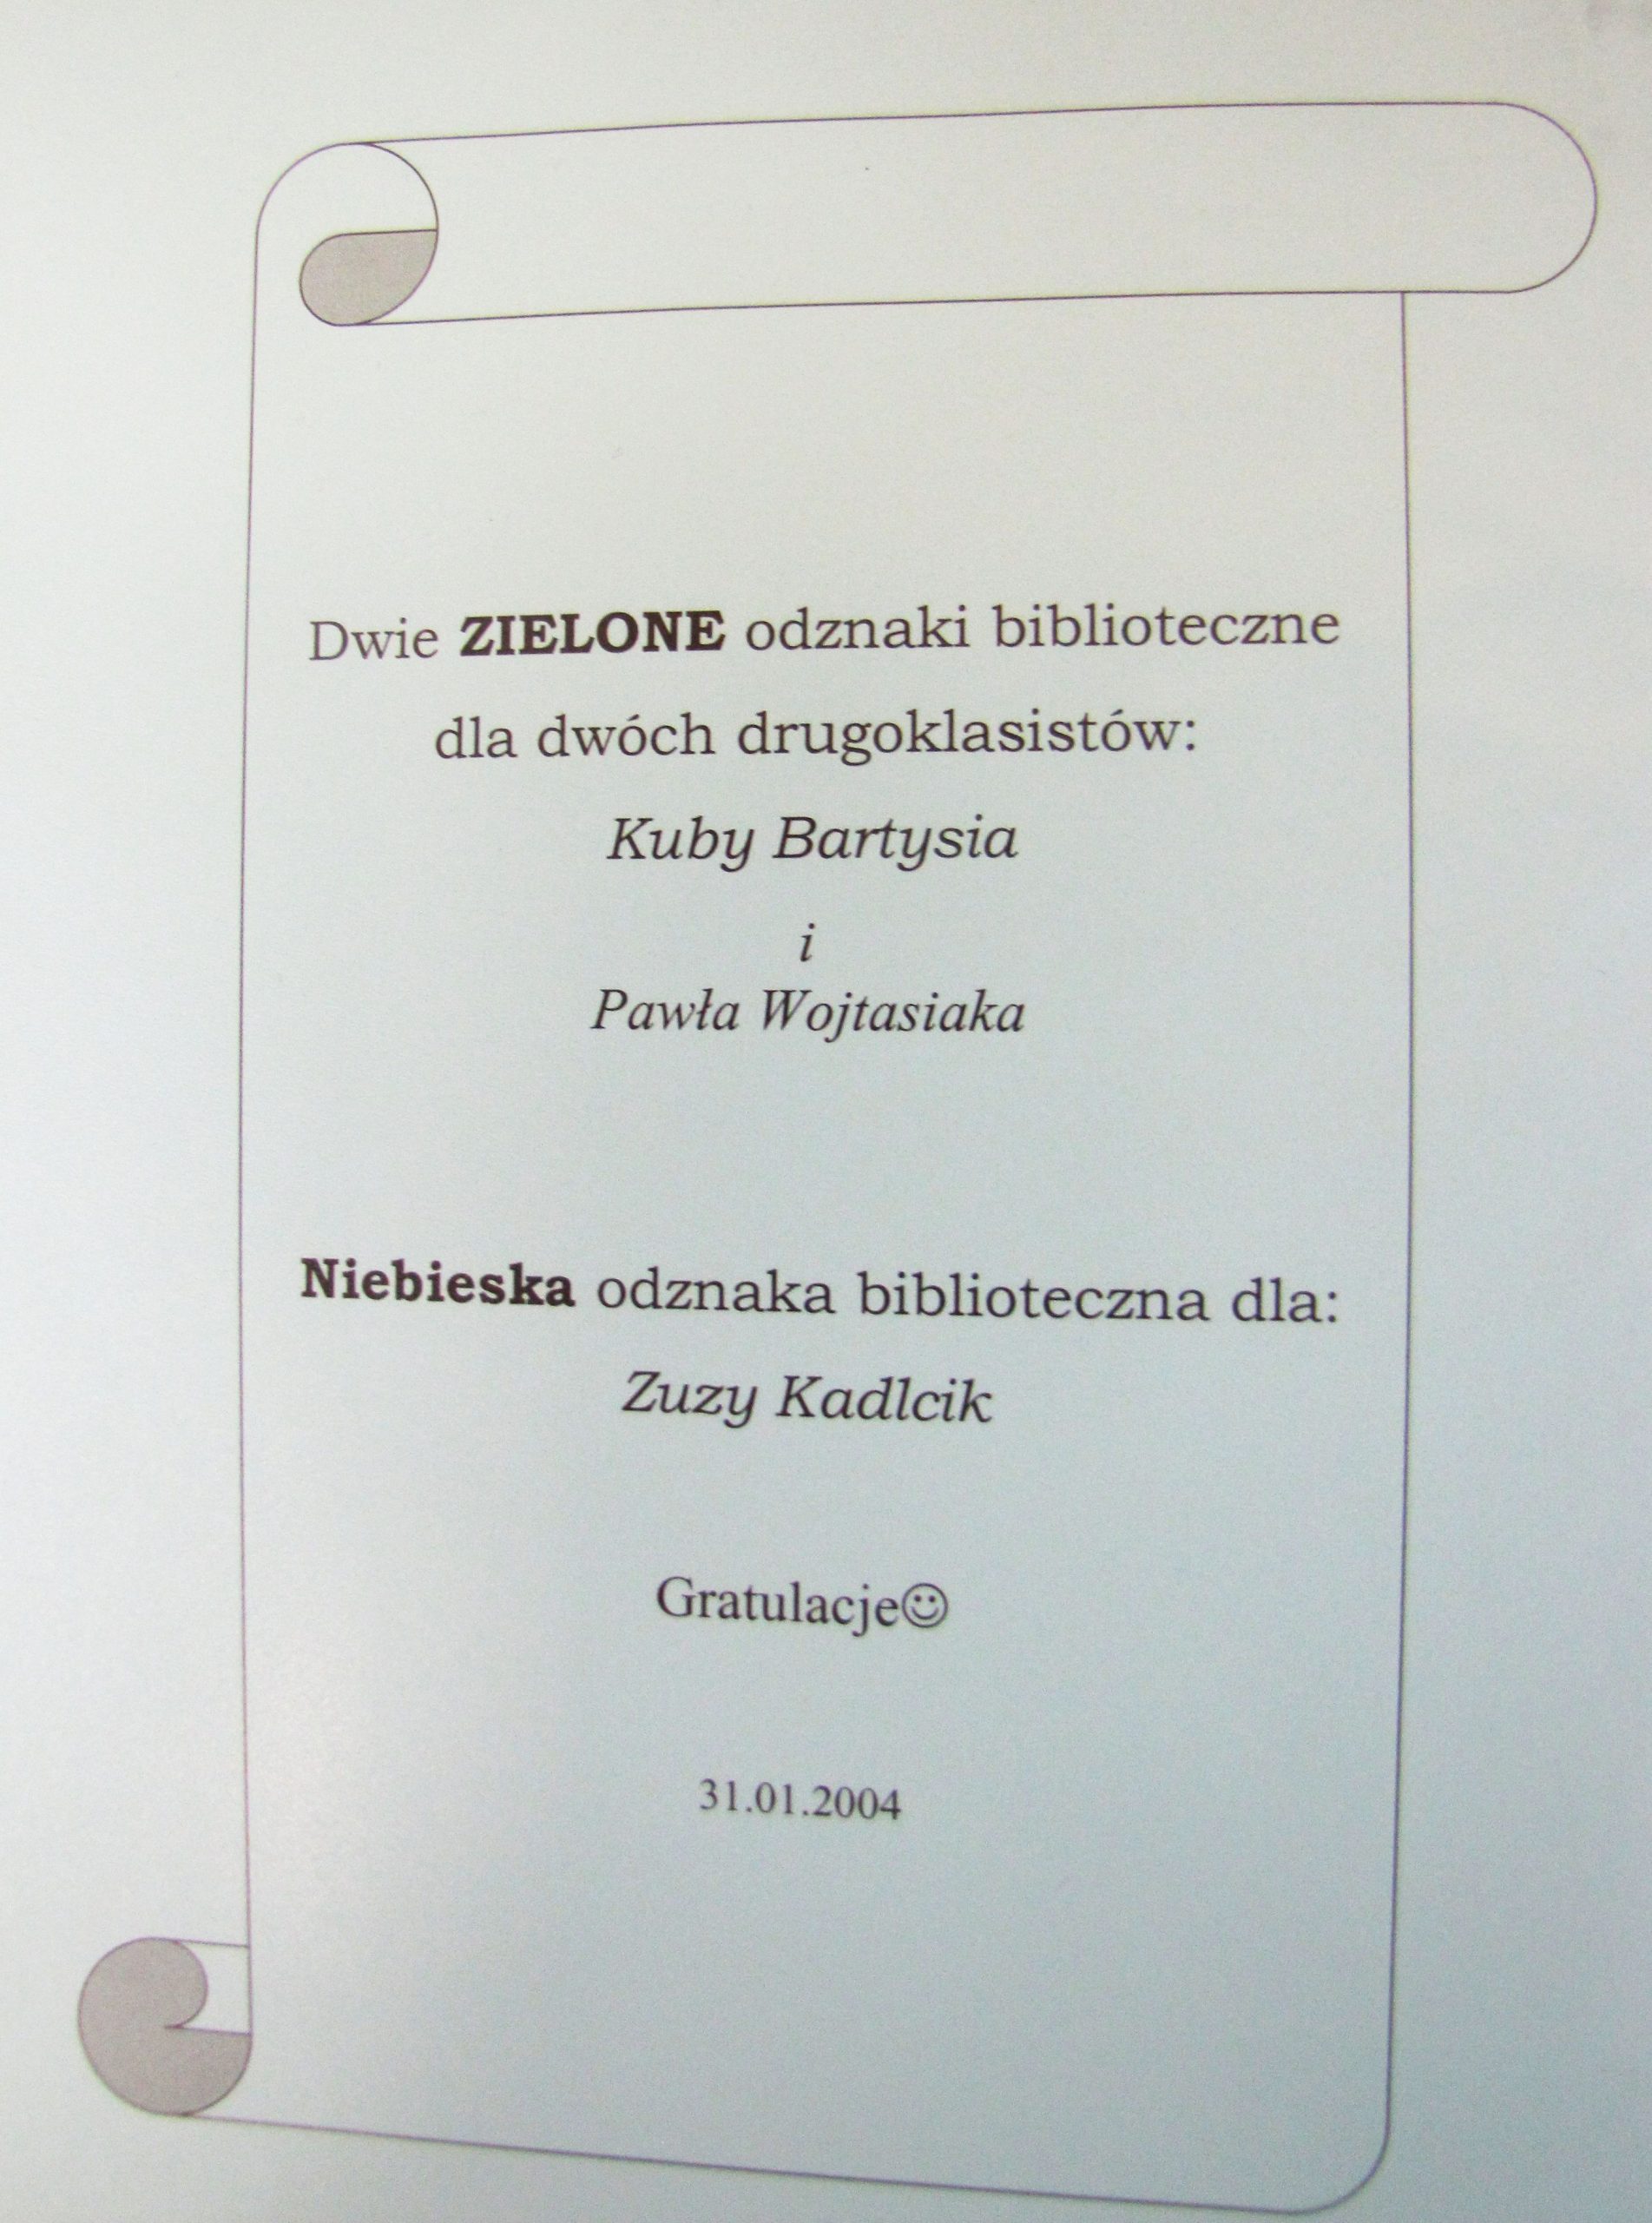 Dwie ZIELONE odznaki biblioteczne
dla dwóch drugoklasistów:
Kuby Bartysia
i
Pawła Wojtasiaka
Niebieska odznaka biblioteczna dla:
Zuzy Kadlcik
Gratulacje☺
31.01.2004